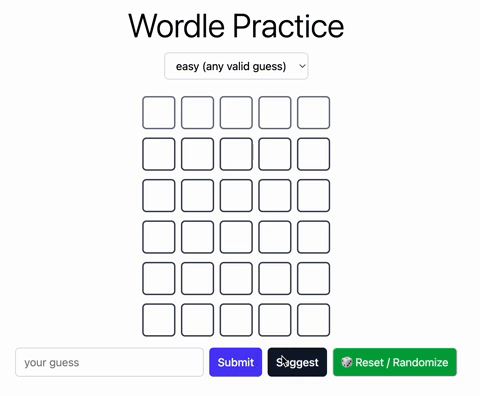 Wordle Practice
easy (any valid guess)
your guess
Submit
Suggest
🎲 Reset / Randomize